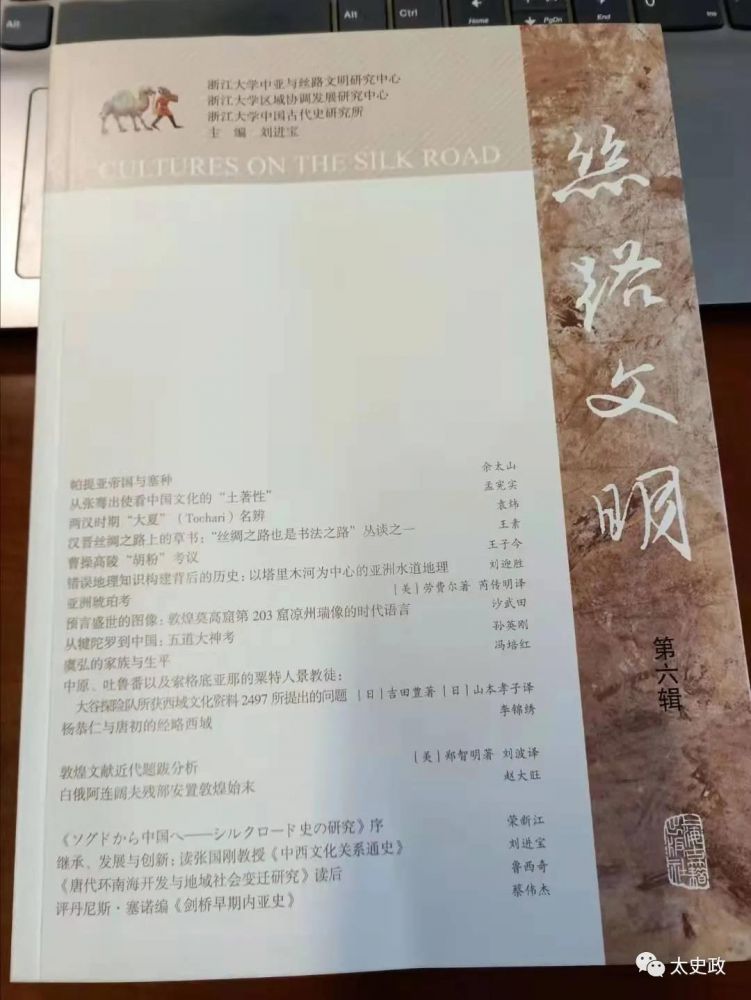 Alt
Alt
Ctrl
Home
PgDn
End
浙江大学中亚与丝路文明研究中心
浙江大学区域协调发展研究中心
浙江大学中国古代史研究所
主 编 刘进宝
CULTURES ON THE SILK ROAD
絲路文明
第六辑
帕提亚帝国与塞种 余太山
从张骞出使看中国文化的“土著性” 孟宪实
两汉时期“大夏”（Tochari）名辨 袁炜
汉晋丝绸之路上的草书：“丝绸之路也是书法之路”丛谈之一 王素
曹操高陵“胡粉”考议 王子今
错误地理知识构建背后的历史：以塔里木河为中心的亚洲水道地理 刘迎胜
亚洲琥珀考 〔美〕劳费尔著 芮传明译
预言盛世的图像：敦煌莫高窟第203窟凉州瑞像的时代语言 沙武田
从犍陀罗到中国：五道大神考 孙英刚
虞弘的家族与生平 冯培红
中原、吐鲁番以及索格底亚那的粟特人景教徒：
大谷探险队所获西域文化资料2497所提出的问题 〔日〕吉田豊著〔日〕山本孝子译
杨恭仁与唐初的经略西域 李锦绣
敦煌文献近代题跋分析 〔美〕郑智明著 刘波译
白俄阿连阔夫残部安置敦煌始末 赵大旺
《ソグドから中国へ——シルクロード史の研究》序 荣新江
继承、发展与创新：读张国刚教授《中西文化关系通史》 刘进宝
《唐代环南海开发与地域社会变迁研究》读后 鲁西奇
评丹尼斯·塞诺编《剑桥早期内亚史》 蔡伟杰
上海古籍出版社
太史政